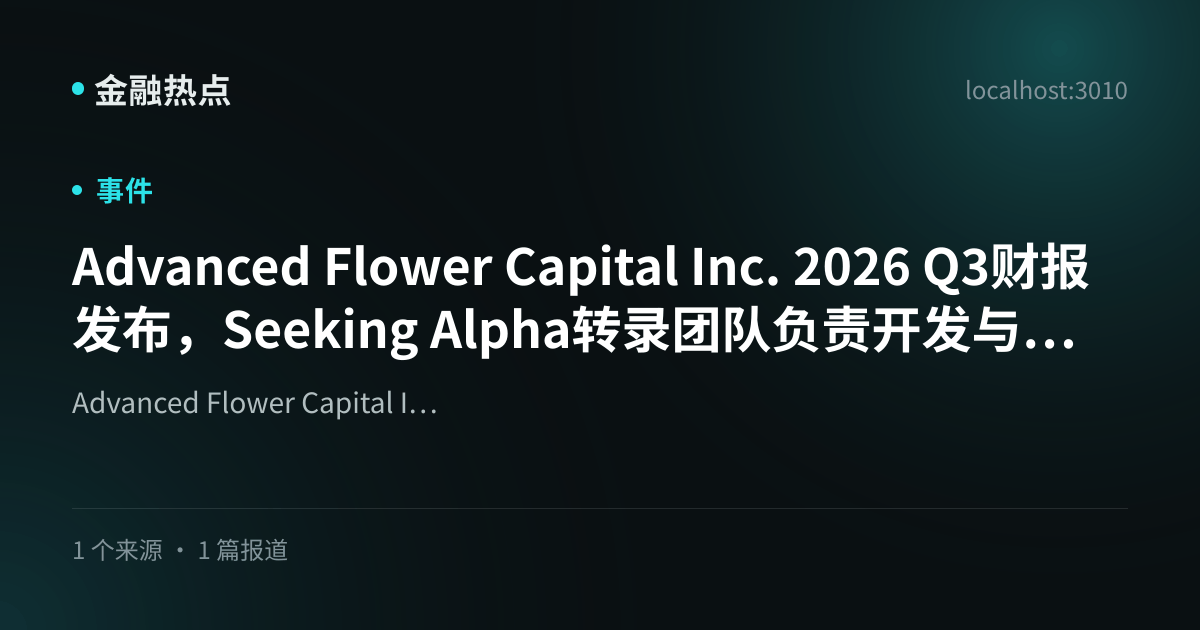 金融热点
localhost:3010
事件
Advanced Flower Capital Inc. 2026 Q3财报
发布，Seeking Alpha转录团队负责开发与…
Advanced Flower Capital I…
1 个来源 · 1 篇报道